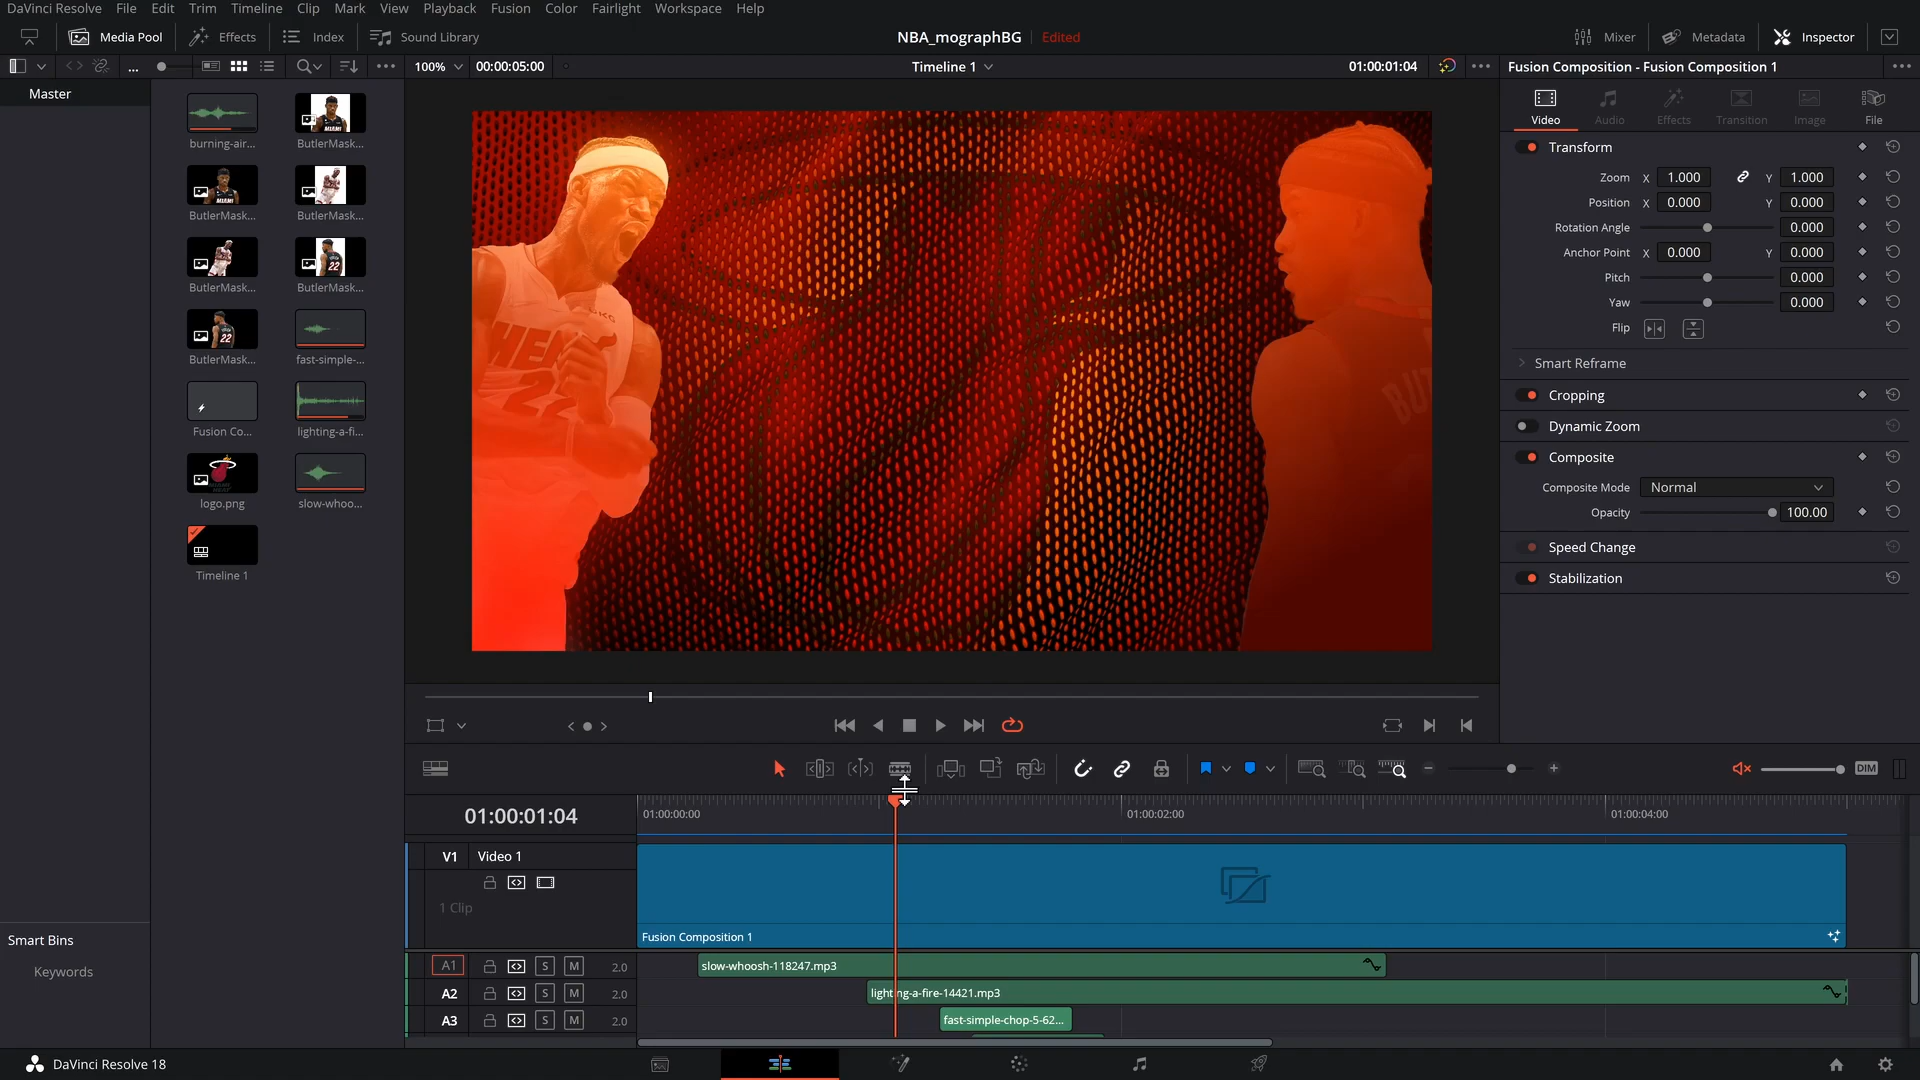 DaVinci Resolve File Edit Trim Timeline Clip Mark View Playback Fusion Color Fairlight Workspace Help
Media Pool Effects Index Sound Library NBA_mographBG Edited Mixer Metadata Inspector
... 100% 00:00:05:00 Timeline 1 01:00:01:04 Fusion Composition - Fusion Composition 1
Master
burning-air...
ButlerMask...
ButlerMask...
ButlerMask...
ButlerMask...
ButlerMask...
ButlerMask...
fast-simple-...
Fusion Co...
lighting-a-fi...
logo.png
slow-whoo...
Timeline 1
MIAMI
MIAMI
22
22
HEAT
22
BUT
Video Audio Effects Transition Image File
Transform
Zoom X 1.000 Y 1.000
Position X 0.000 Y 0.000
Rotation Angle 0.000
Anchor Point X 0.000 Y 0.000
Pitch 0.000
Yaw 0.000
Flip
Smart Reframe
Cropping
Dynamic Zoom
Composite
Composite Mode Normal
Opacity 100.00
Speed Change
Stabilization
DIM
01:00:01:04 01:00:00:00 01:00:02:00 01:00:04:00
V1 Video 1
1 Clip
Fusion Composition 1
A1 S M 2.0 slow-whoosh-118247.mp3
A2 S M 2.0 lighting-a-fire-14421.mp3
A3 S M 2.0 fast-simple-chop-5-62...
Smart Bins
Keywords
DaVinci Resolve 18